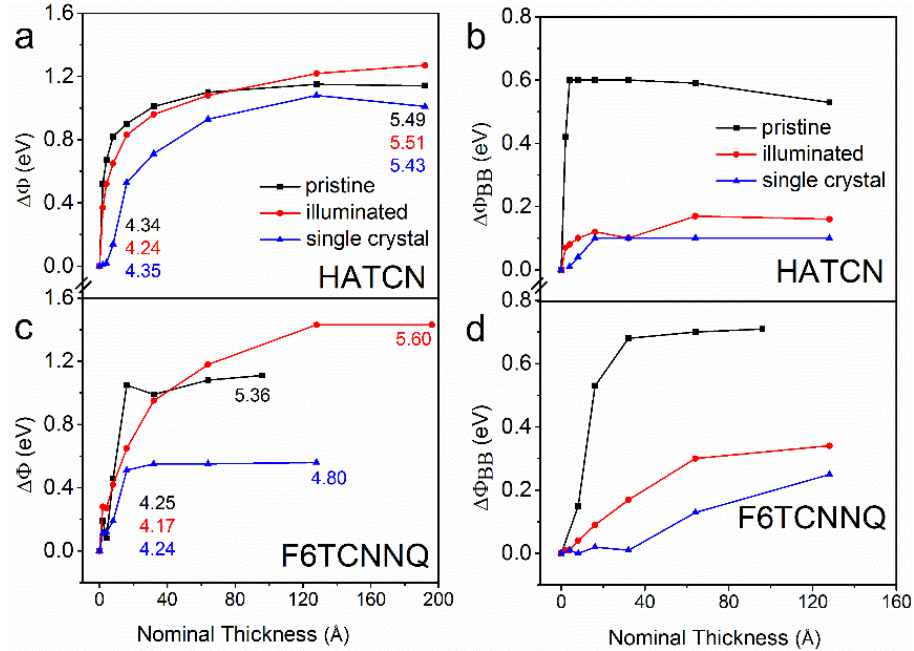 a
1.6
1.2
0.8
0.4
0.0
ΔΦ (eV)
5.49
5.51
5.43
pristine
illuminated
single crystal
4.34
4.24
4.35
HATCN
b
0.8
0.6
0.4
0.2
0.0
ΔΦBB (eV)
pristine
illuminated
single crystal
HATCN
c
1.6
1.2
0.8
0.4
0.0
ΔΦ (eV)
5.60
5.36
4.80
4.25
4.17
4.24
F6TCNNQ
0 40 80 120 160 200
Nominal Thickness (Å)
d
0.8
0.6
0.4
0.2
0.0
ΔΦBB (eV)
F6TCNNQ
0 40 80 120 160
Nominal Thickness (Å)